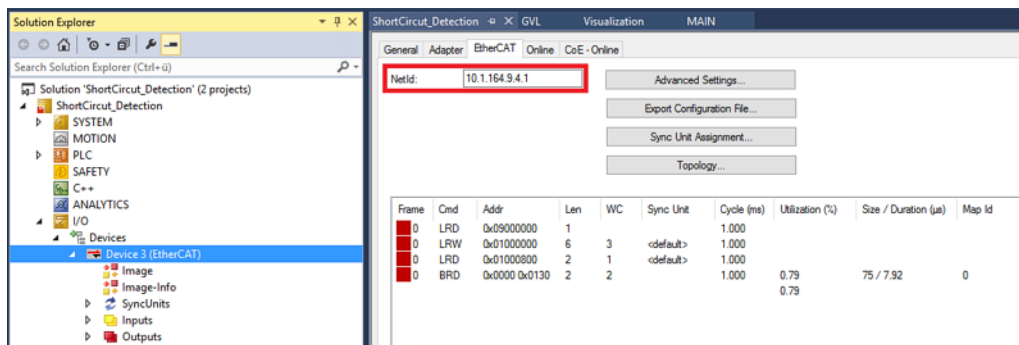 Solution Explorer
Search Solution Explorer (Ctrl+ü)
Solution 'ShortCircut_Detection' (2 projects)
ShortCircut_Detection
SYSTEM
MOTION
PLC
SAFETY
C++
ANALYTICS
I/O
Devices
Device 3 (EtherCAT)
Image
Image-Info
SyncUnits
Inputs
Outputs
ShortCircut_Detection GVL Visualization MAIN
General Adapter EtherCAT Online CoE - Online
NetId: 10.1.164.9.4.1 Advanced Settings...
Export Configuration File...
Sync Unit Assignment...
Topology...
Frame Cmd Addr Len WC Sync Unit Cycle (ms) Utilization (%) Size / Duration (µs) Map Id
0 LRD 0x09000000 1 1.000
0 LRW 0x01000000 6 3 <default> 1.000
0 LRD 0x01000800 2 1 <default> 1.000
0 BRD 0x0000 0x0130 2 2 1.000 0.79 75 / 7.92 0
0.79